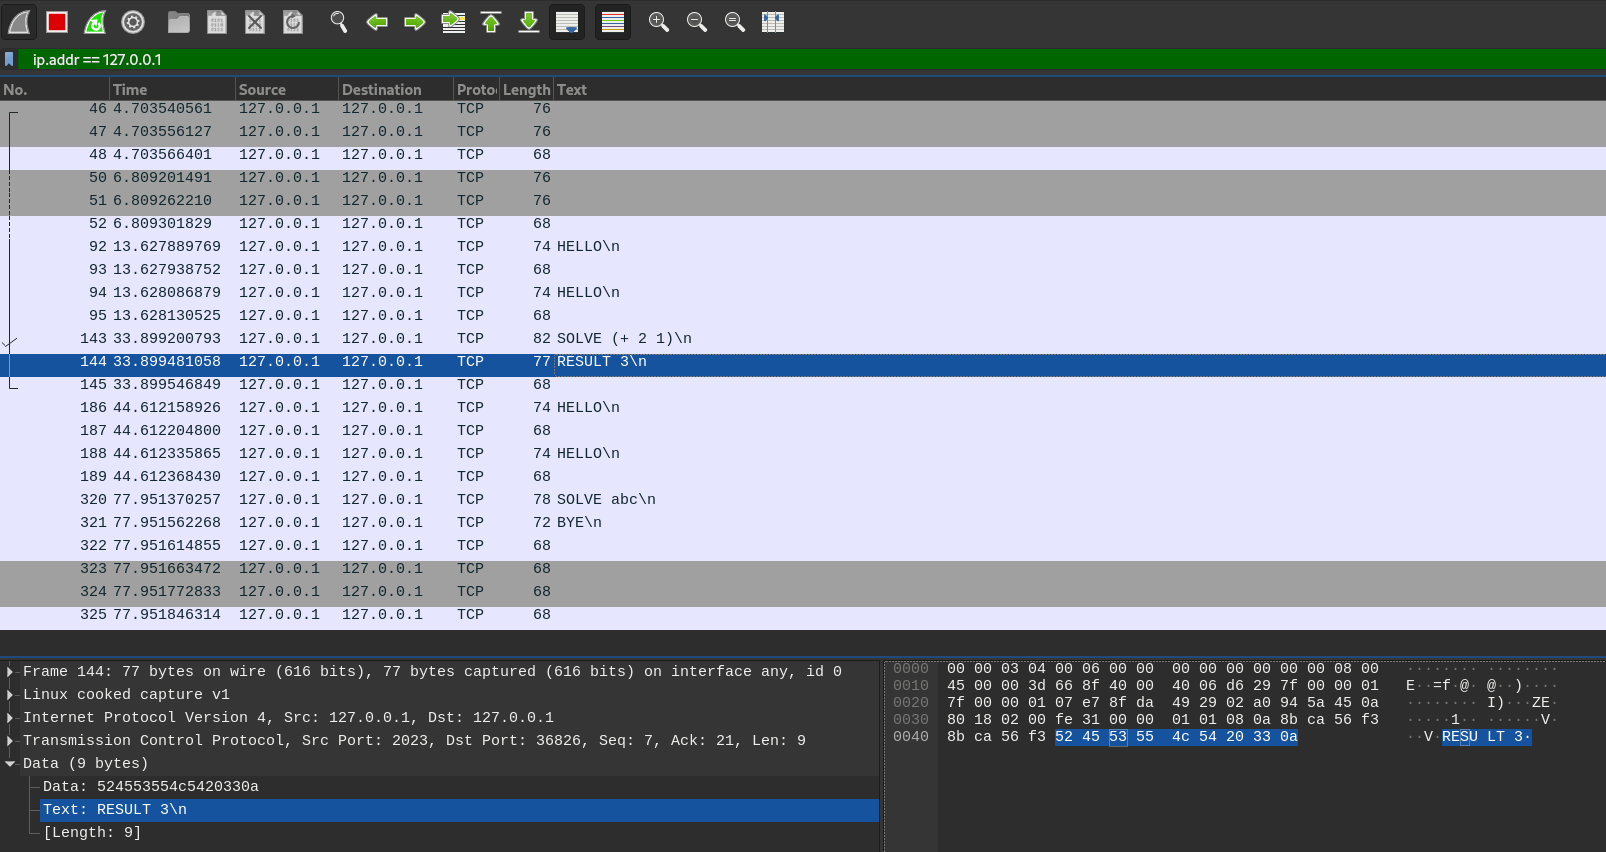 ip.addr == 127.0.0.1
No. Time Source Destination Proto Length Text
46 4.703540561 127.0.0.1 127.0.0.1 TCP 76
47 4.703556127 127.0.0.1 127.0.0.1 TCP 76
48 4.703566401 127.0.0.1 127.0.0.1 TCP 68
50 6.809201491 127.0.0.1 127.0.0.1 TCP 76
51 6.809262210 127.0.0.1 127.0.0.1 TCP 76
52 6.809301829 127.0.0.1 127.0.0.1 TCP 68
92 13.627889769 127.0.0.1 127.0.0.1 TCP 74 HELLO\n
93 13.627938752 127.0.0.1 127.0.0.1 TCP 68
94 13.628086879 127.0.0.1 127.0.0.1 TCP 74 HELLO\n
95 13.628130525 127.0.0.1 127.0.0.1 TCP 68
143 33.899200793 127.0.0.1 127.0.0.1 TCP 82 SOLVE (+ 2 1)\n
144 33.899481058 127.0.0.1 127.0.0.1 TCP 77 RESULT 3\n
145 33.899546849 127.0.0.1 127.0.0.1 TCP 68
186 44.612158926 127.0.0.1 127.0.0.1 TCP 74 HELLO\n
187 44.612204800 127.0.0.1 127.0.0.1 TCP 68
188 44.612335865 127.0.0.1 127.0.0.1 TCP 74 HELLO\n
189 44.612368430 127.0.0.1 127.0.0.1 TCP 68
320 77.951370257 127.0.0.1 127.0.0.1 TCP 78 SOLVE abc\n
321 77.951562268 127.0.0.1 127.0.0.1 TCP 72 BYE\n
322 77.951614855 127.0.0.1 127.0.0.1 TCP 68
323 77.951663472 127.0.0.1 127.0.0.1 TCP 68
324 77.951772833 127.0.0.1 127.0.0.1 TCP 68
325 77.951846314 127.0.0.1 127.0.0.1 TCP 68
Frame 144: 77 bytes on wire (616 bits), 77 bytes captured (616 bits) on interface any, id 0
Linux cooked capture v1
Internet Protocol Version 4, Src: 127.0.0.1, Dst: 127.0.0.1
Transmission Control Protocol, Src Port: 2023, Dst Port: 36826, Seq: 7, Ack: 21, Len: 9
Data (9 bytes)
Data: 524553554c5420330a
Text: RESULT 3\n
[Length: 9]
0000 00 00 03 04 00 06 00 00 00 00 00 00 00 00 08 00 ········ ········
0010 45 00 00 3d 66 8f 40 00 40 06 d6 29 7f 00 00 01 E··=f·@· @··)····
0020 7f 00 00 01 07 e7 8f da 49 29 02 a0 94 5a 45 0a ········ I)···ZE·
0030 80 18 02 00 fe 31 00 00 01 01 08 0a 8b ca 56 f3 ·····1·· ······V·
0040 8b ca 56 f3 52 45 53 55 4c 54 20 33 0a ··V·RESU LT 3·